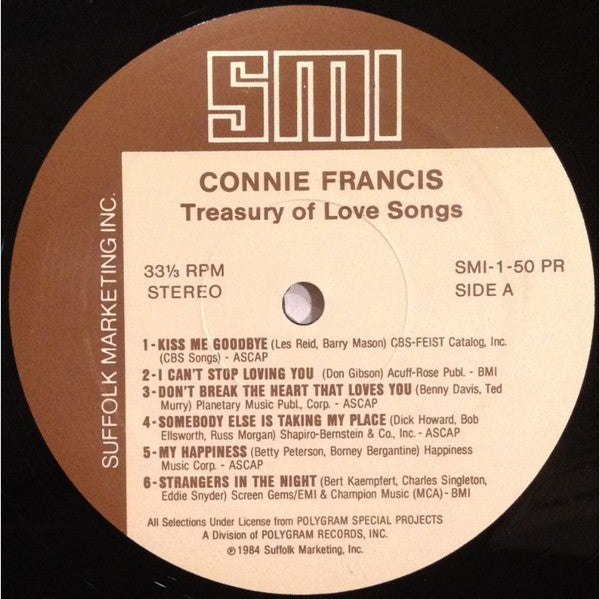 SMI
SUFFOLK MARKETING INC.
CONNIE FRANCIS
Treasury of Love Songs
33⅓ RPM
STEREO
SMI-1-50 PR
SIDE A
1-KISS ME GOODBYE (Les Reid, Barry Mason) CBS-FEIST Catalog, Inc.
(CBS Songs) - ASCAP
2-I CAN'T STOP LOVING YOU (Don Gibson) Acuff-Rose Publ. - BMI
3-DON'T BREAK THE HEART THAT LOVES YOU (Benny Davis, Ted
Murry) Planetary Music Publ., Corp. - ASCAP
4-SOMEBODY ELSE IS TAKING MY PLACE (Dick Howard, Bob
Ellsworth, Russ Morgan) Shapiro-Bernstein & Co., Inc. - ASCAP
5-MY HAPPINESS (Betty Peterson, Borney Bergantine) Happiness
Music Corp. - ASCAP
6-STRANGERS IN THE NIGHT (Bert Kaempfert, Charles Singleton,
Eddie Snyder) Screen Gems/EMI & Champion Music (MCA) - BMI
All Selections Under License from POLYGRAM SPECIAL PROJECTS
A Division of POLYGRAM RECORDS, INC.
℗1984 Suffolk Marketing, Inc.